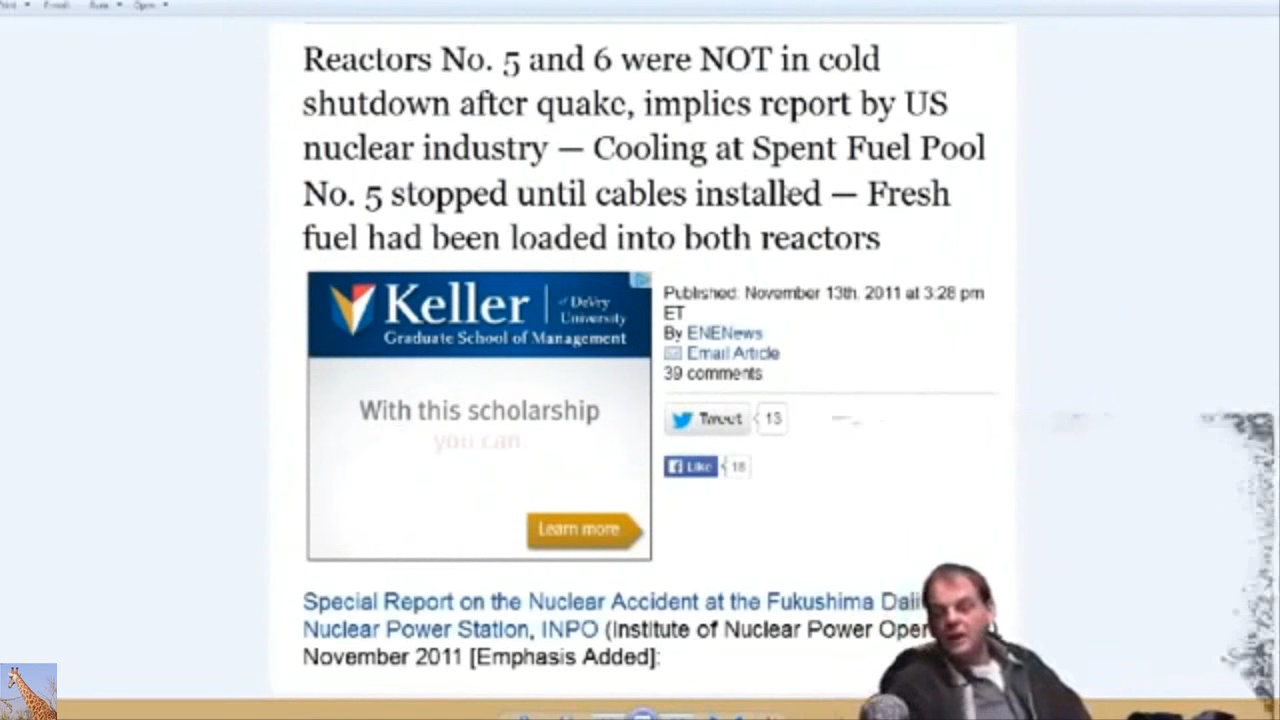 Reactors No. 5 and 6 were NOT in cold
shutdown after quake, implies report by US
nuclear industry — Cooling at Spent Fuel Pool
No. 5 stopped until cables installed — Fresh
fuel had been loaded into both reactors
Keller
of DeVry
University
Graduate School of Management
With this scholarship
you can
Learn more
Published: November 13th, 2011 at 3:28 pm
ET
By ENENews
Email Article
39 comments
Tweet 13
Like 18
Special Report on the Nuclear Accident at the Fukushima
Nuclear Power Station, INPO (Institute of Nuclear Power
November 2011 [Emphasis Added]: